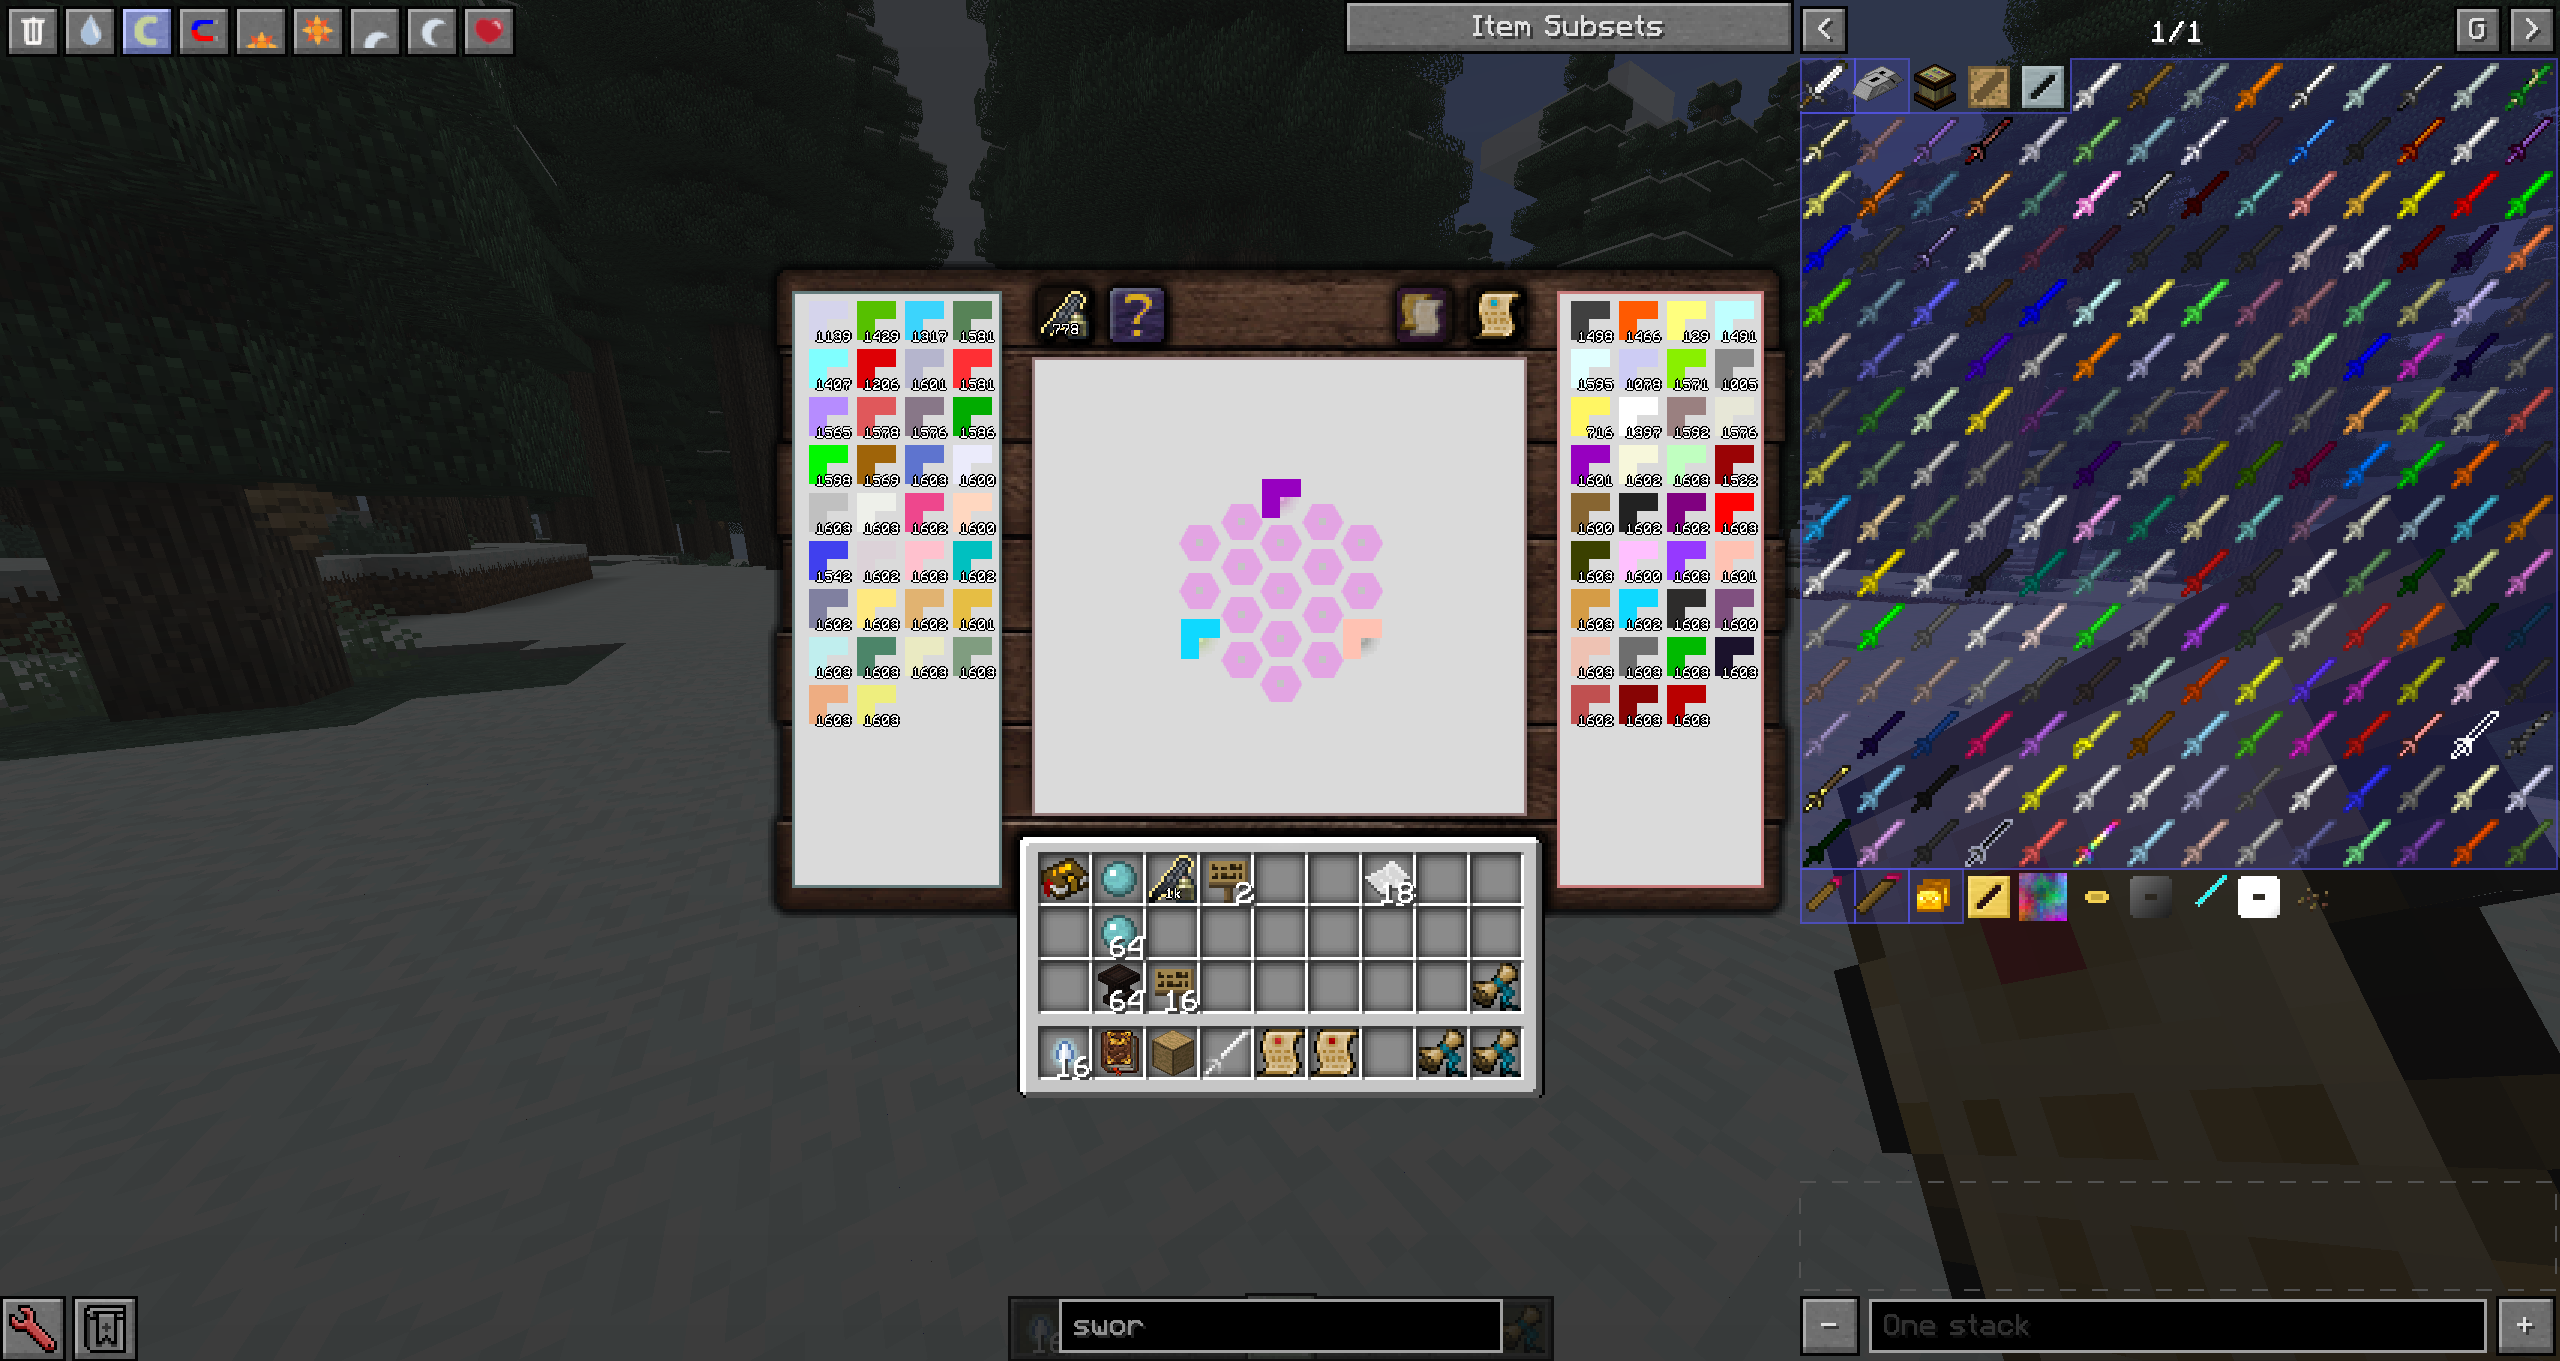 Item Subsets
1/1
G
778
?
1139 1429 1317 1581
1407 1206 1601 1581
1565 1578 1576 1586
1598 1569 1603 1600
1603 1603 1602 1600
1542 1602 1603 1602
1602 1603 1602 1601
1603 1603 1603 1603
1603 1603
1498 1466 129 1491
1595 1078 1571 1005
716 1397 1592 1576
1601 1602 1603 1522
1600 1602 1602 1603
1603 1600 1603 1601
1603 1602 1603 1600
1603 1603 1603 1603
1602 1603 1603
1k 2 18
64
64 16
16
swor
- One stack +